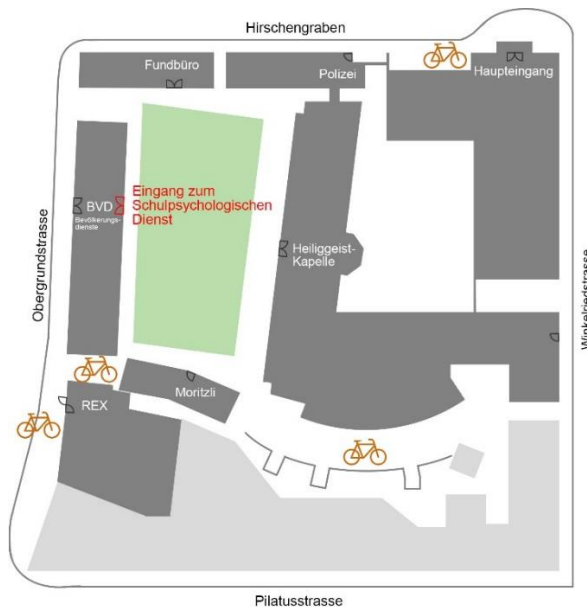 Hirschengraben
Fundbüro
Polizei
Haupteingang
BVD
Bevölkerungs-
dienste
Eingang zum
Schulpsychologischen
Dienst
Heiliggeist-
Kapelle
Obergrundstrasse
Winkelriedstrasse
Moritzli
REX
Pilatusstrasse